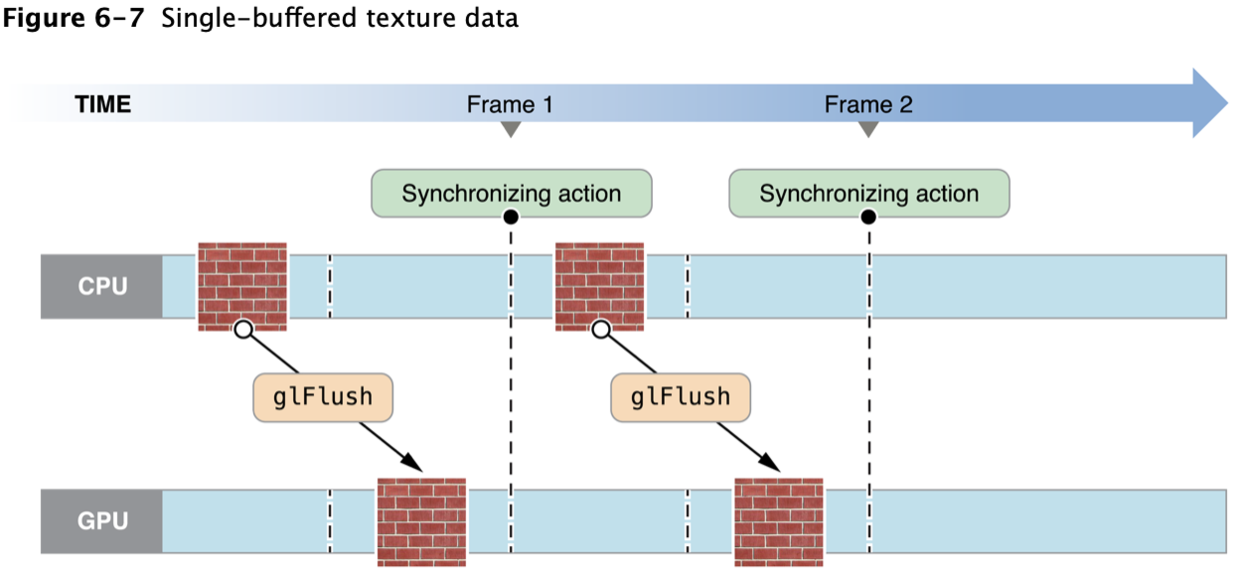 Figure 6-7 Single-buffered texture data
TIME
Frame 1
Frame 2
Synchronizing action
Synchronizing action
CPU
glFlush
glFlush
GPU